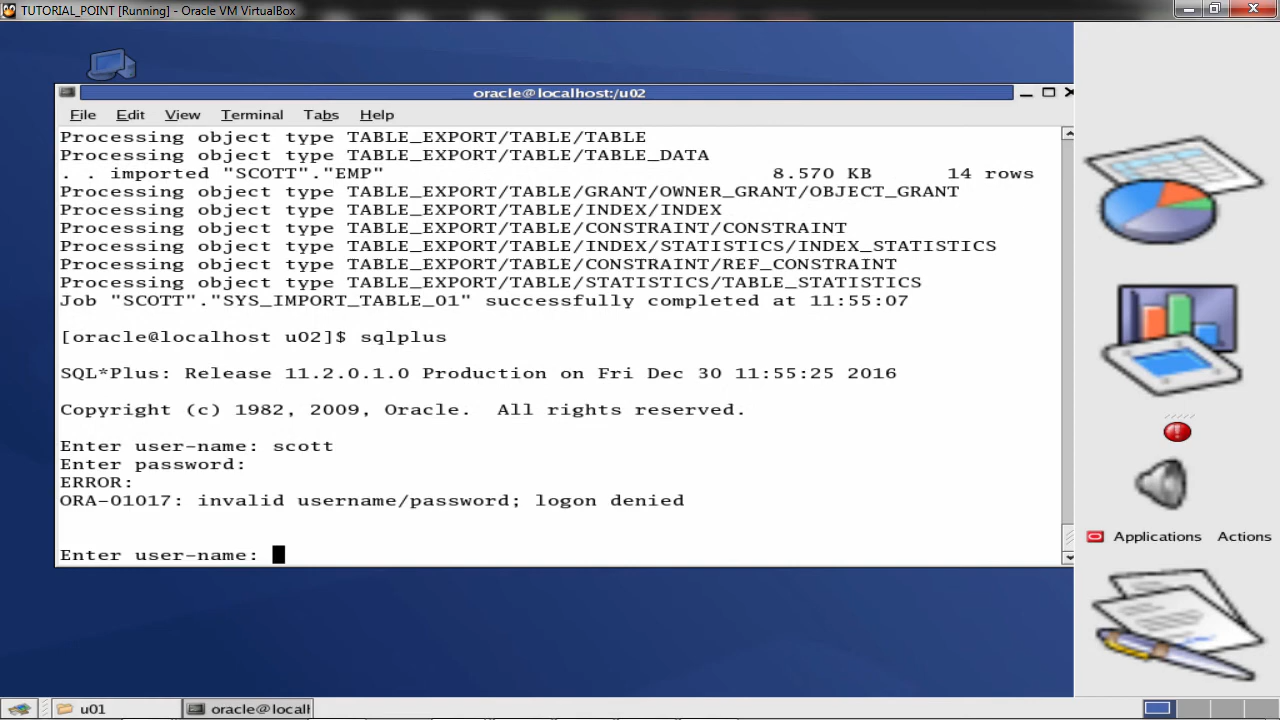 TUTORIAL_POINT [Running] - Oracle VM VirtualBox
oracle@localhost:/u02
File Edit View Terminal Tabs Help
Processing object type TABLE_EXPORT/TABLE/TABLE
Processing object type TABLE_EXPORT/TABLE/TABLE_DATA
. . imported "SCOTT"."EMP" 8.570 KB 14 rows
Processing object type TABLE_EXPORT/TABLE/GRANT/OWNER_GRANT/OBJECT_GRANT
Processing object type TABLE_EXPORT/TABLE/INDEX/INDEX
Processing object type TABLE_EXPORT/TABLE/CONSTRAINT/CONSTRAINT
Processing object type TABLE_EXPORT/TABLE/INDEX/STATISTICS/INDEX_STATISTICS
Processing object type TABLE_EXPORT/TABLE/CONSTRAINT/REF_CONSTRAINT
Processing object type TABLE_EXPORT/TABLE/STATISTICS/TABLE_STATISTICS
Job "SCOTT"."SYS_IMPORT_TABLE_01" successfully completed at 11:55:07
[oracle@localhost u02]$ sqlplus
SQL*Plus: Release 11.2.0.1.0 Production on Fri Dec 30 11:55:25 2016
Copyright (c) 1982, 2009, Oracle. All rights reserved.
Enter user-name: scott
Enter password:
ERROR:
ORA-01017: invalid username/password; logon denied
Enter user-name:
Applications Actions
u01
oracle@locall